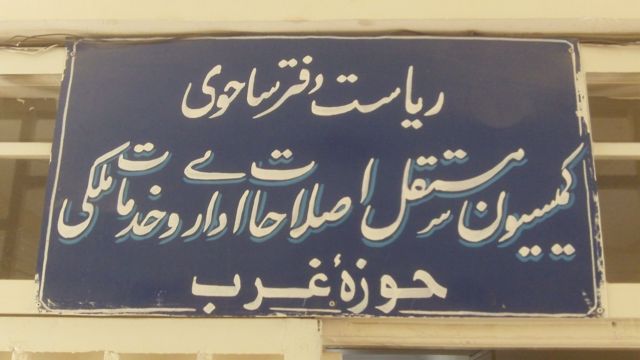 ریاست دفتر ساحوی
کمیسیون مستقل اصلاحات اداری و خدمات ملکی
حوزهٔ غرب